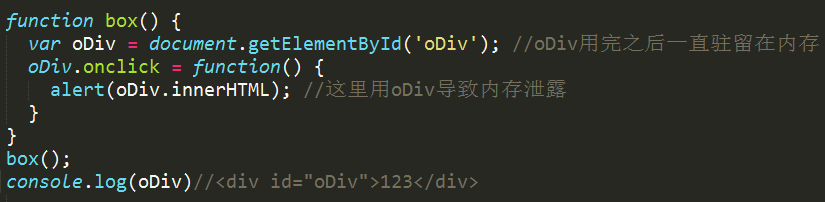 function box() {
var oDiv = document.getElementById('oDiv'); //oDiv用完之后一直驻留在内存
oDiv.onclick = function() {
alert(oDiv.innerHTML); //这里用oDiv导致内存泄露
}
}
box();
console.log(oDiv)//<div id="oDiv">123</div>